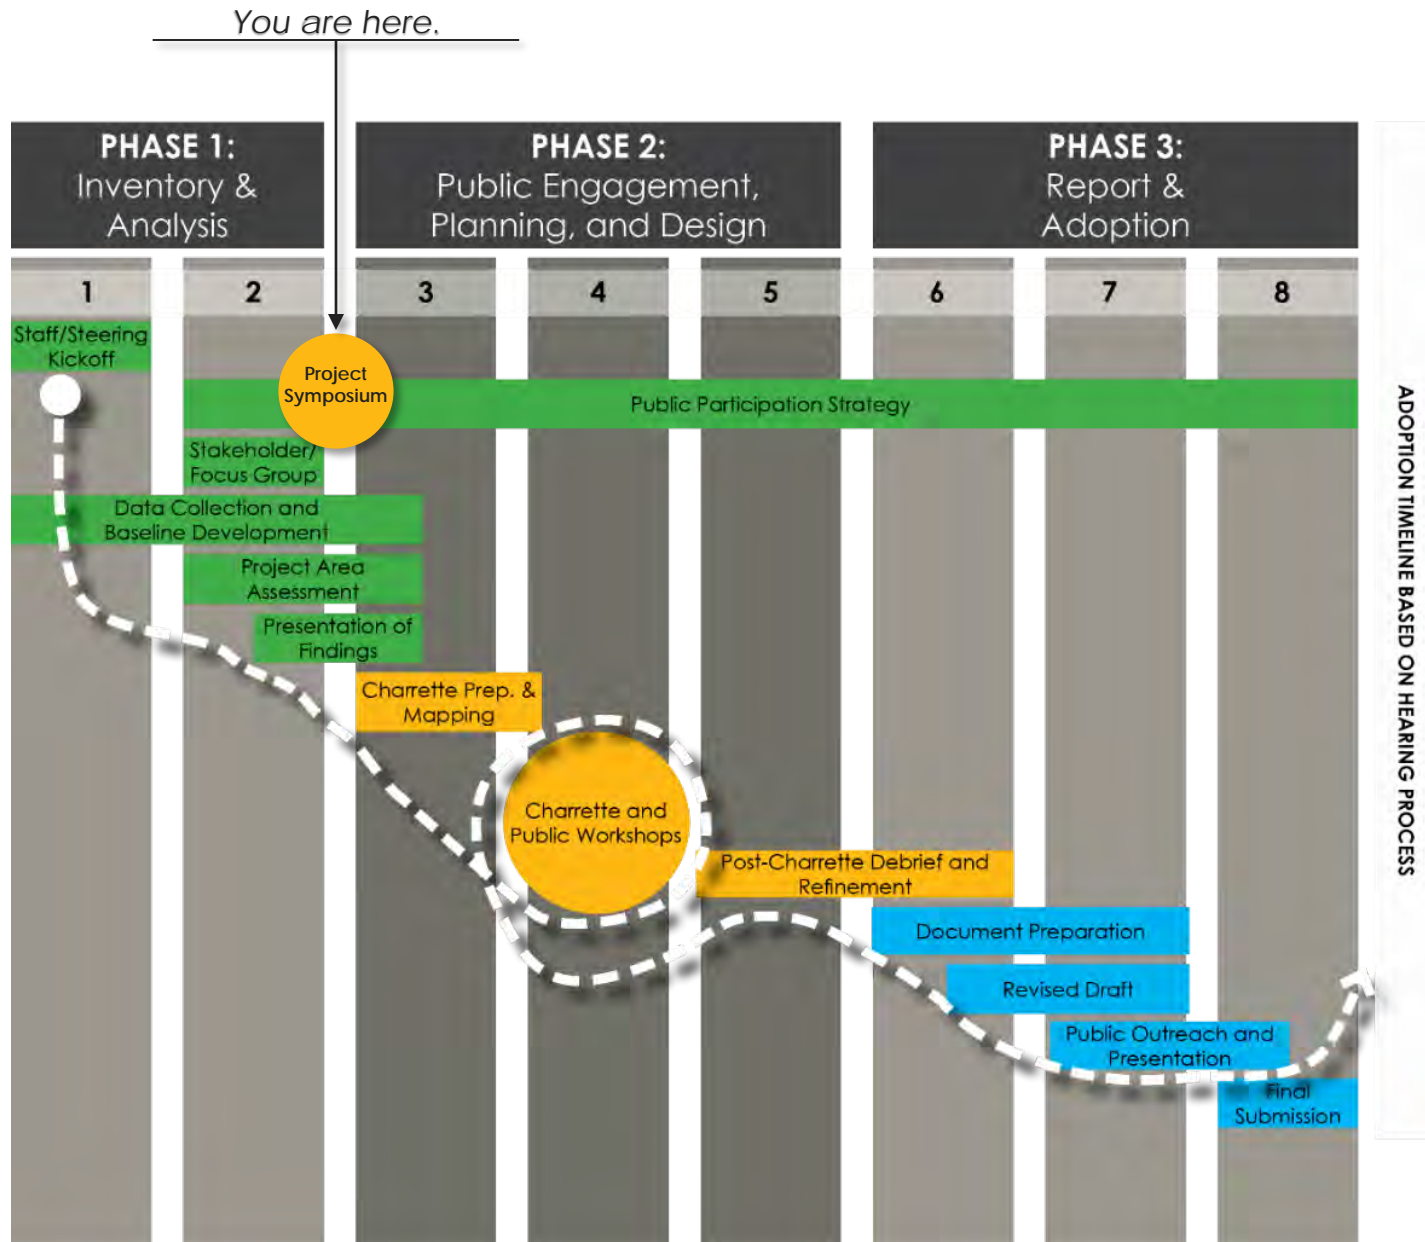 You are here.
PHASE 1:
Inventory &
Analysis
PHASE 2:
Public Engagement,
Planning, and Design
PHASE 3:
Report &
Adoption
1
2
3
4
5
6
7
8
Staff/Steering
Kickoff
Project
Symposium
Public Participation Strategy
Stakeholder/
Focus Group
Data Collection and
Baseline Development
Project Area
Assessment
Presentation of
Findings
Charrette Prep. &
Mapping
Charrette and
Public Workshops
Post-Charrette Debrief and
Refinement
Document Preparation
Revised Draft
Public Outreach and
Presentation
Final
Submission
ADOPTION TIMELINE BASED ON HEARING PROCESS